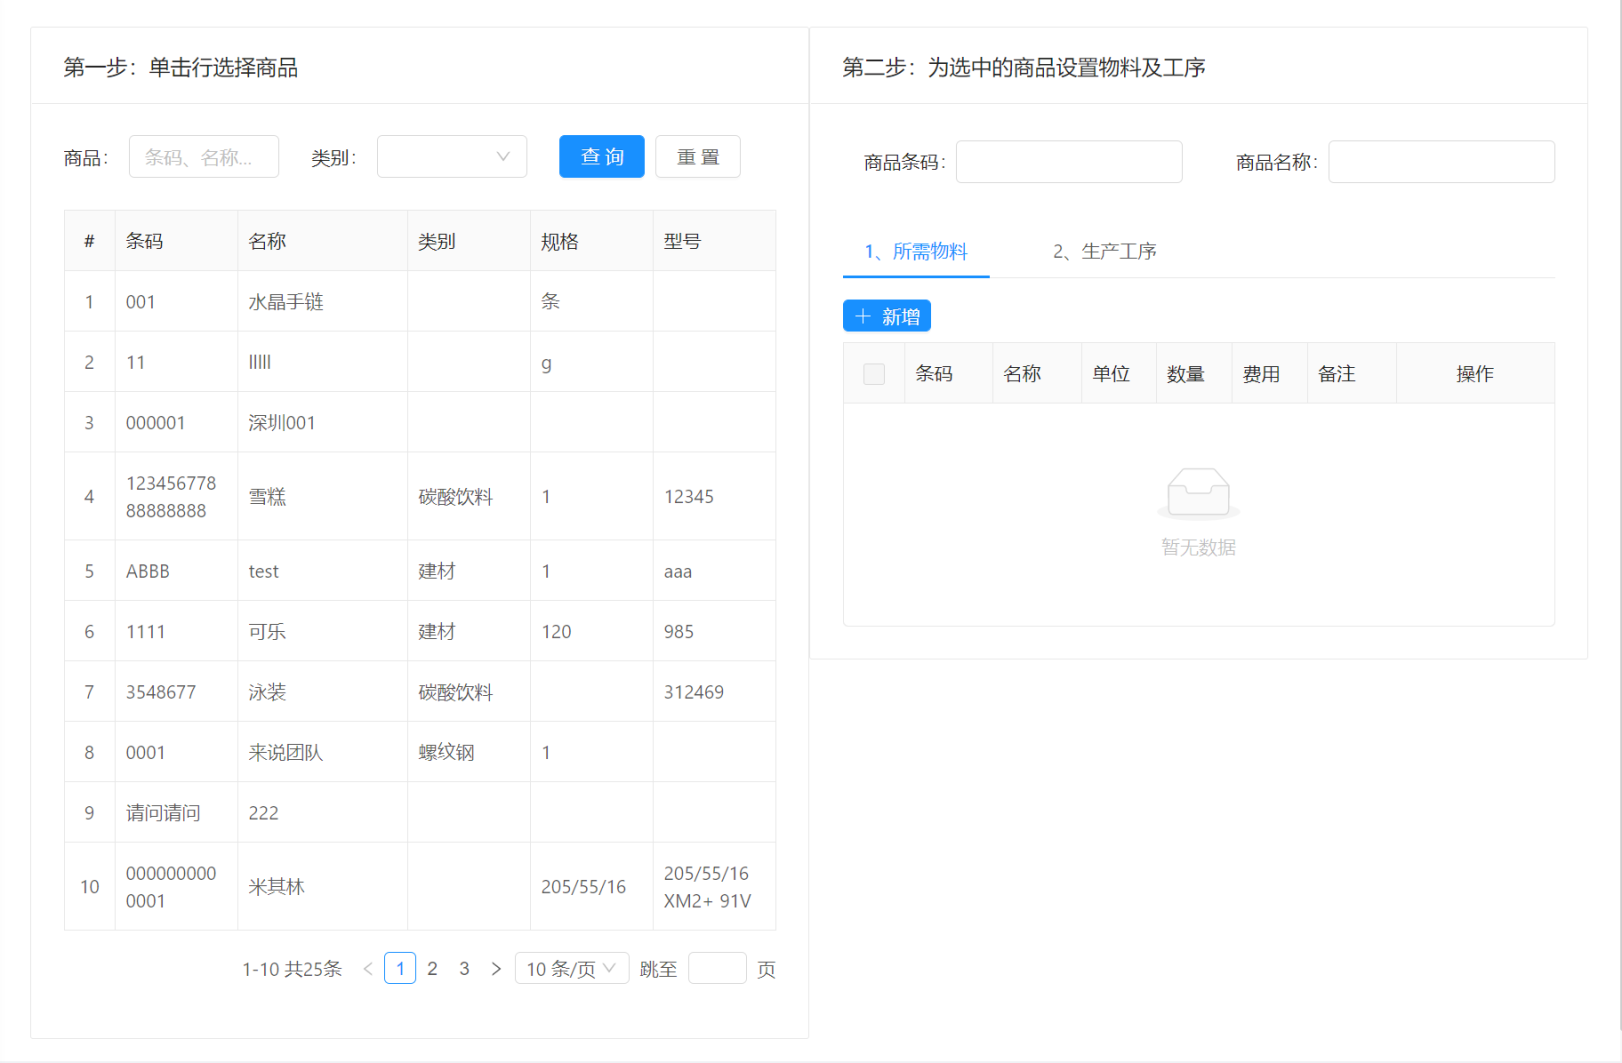 第一步：单击行选择商品
商品： 条码、名称... 类别： 查 询 重 置
# 条码 名称 类别 规格 型号
1 001 水晶手链 条
2 11 lllll g
3 000001 深圳001
4 123456778 88888888 雪糕 碳酸饮料 1 12345
5 ABBB test 建材 1 aaa
6 1111 可乐 建材 120 985
7 3548677 泳装 碳酸饮料 312469
8 0001 来说团队 螺纹钢 1
9 请问请问 222
10 000000000 0001 米其林 205/55/16 205/55/16 XM2+ 91V
1-10 共25条 < 1 2 3 > 10 条/页 跳至 页
第二步：为选中的商品设置物料及工序
商品条码： 商品名称：
1、所需物料 2、生产工序
+ 新增
条码 名称 单位 数量 费用 备注 操作
暂无数据